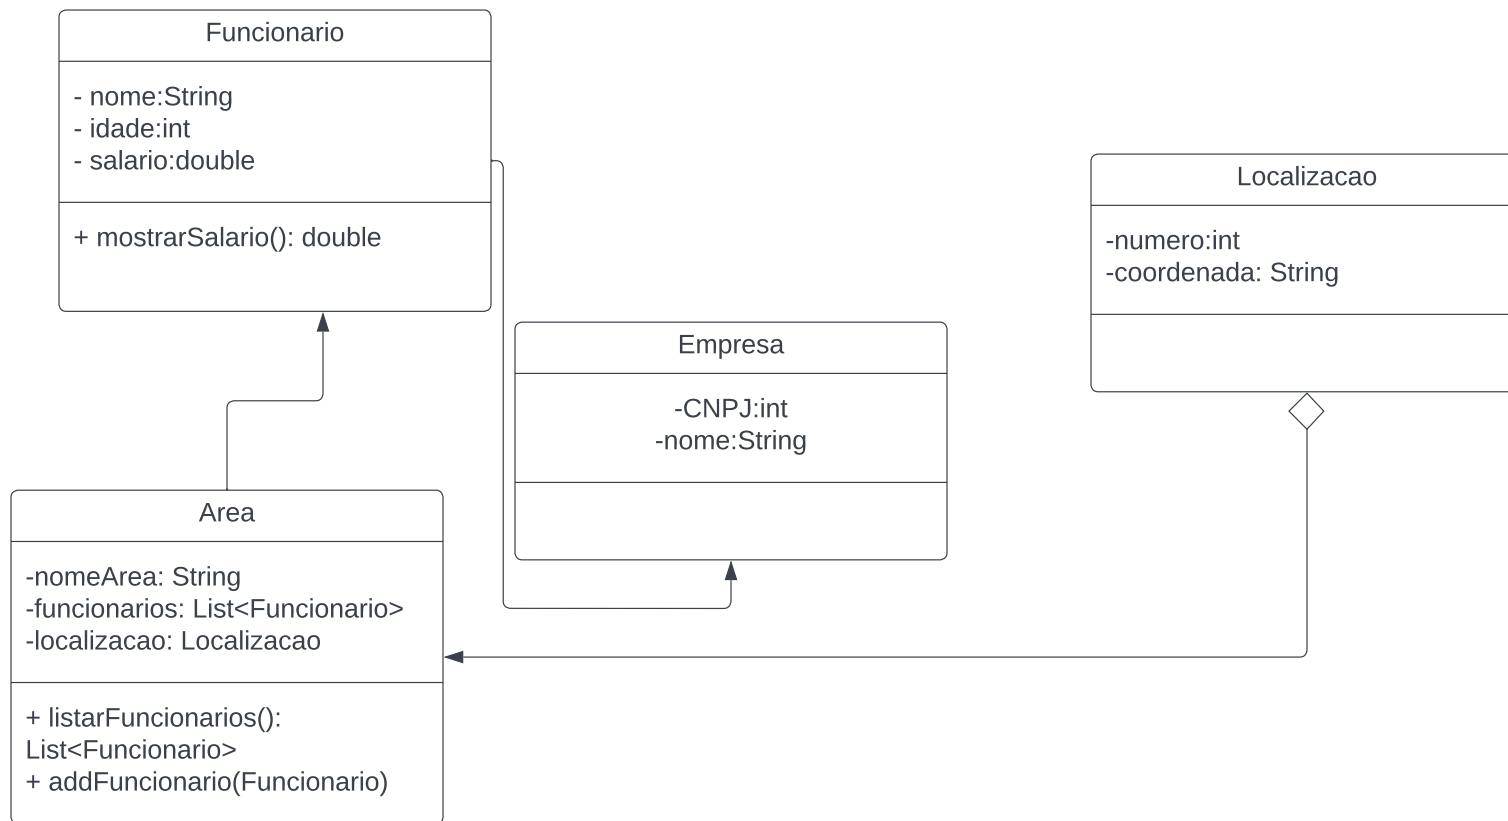 Funcionario
- nome:String
- idade:int
- salario:double
+ mostrarSalario(): double
Localizacao
-numero:int
-coordenada: String
Empresa
-CNPJ:int
-nome:String
Area
-nomeArea: String
-funcionarios: List<Funcionario>
-localizacao: Localizacao
+ listarFuncionarios():
List<Funcionario>
+ addFuncionario(Funcionario)